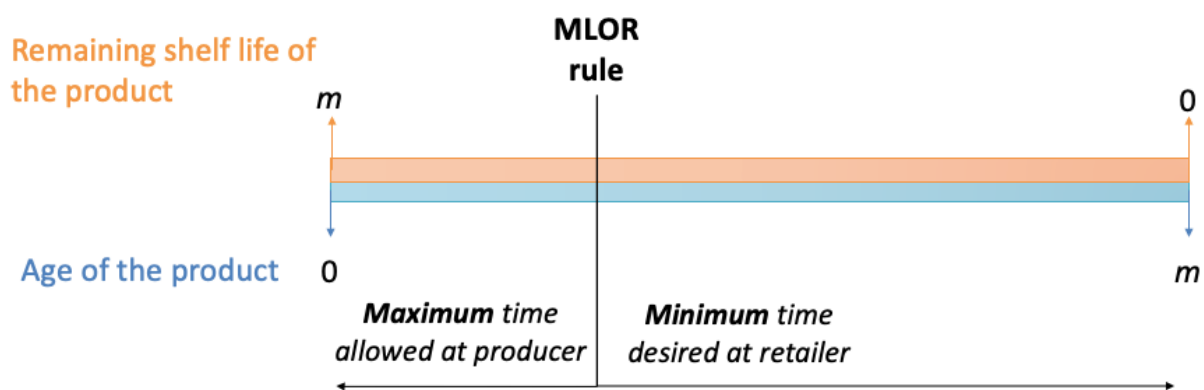 MLOR
rule
Remaining shelf life of
the product
m
0
Age of the product
0
m
Maximum time
allowed at producer
Minimum time
desired at retailer